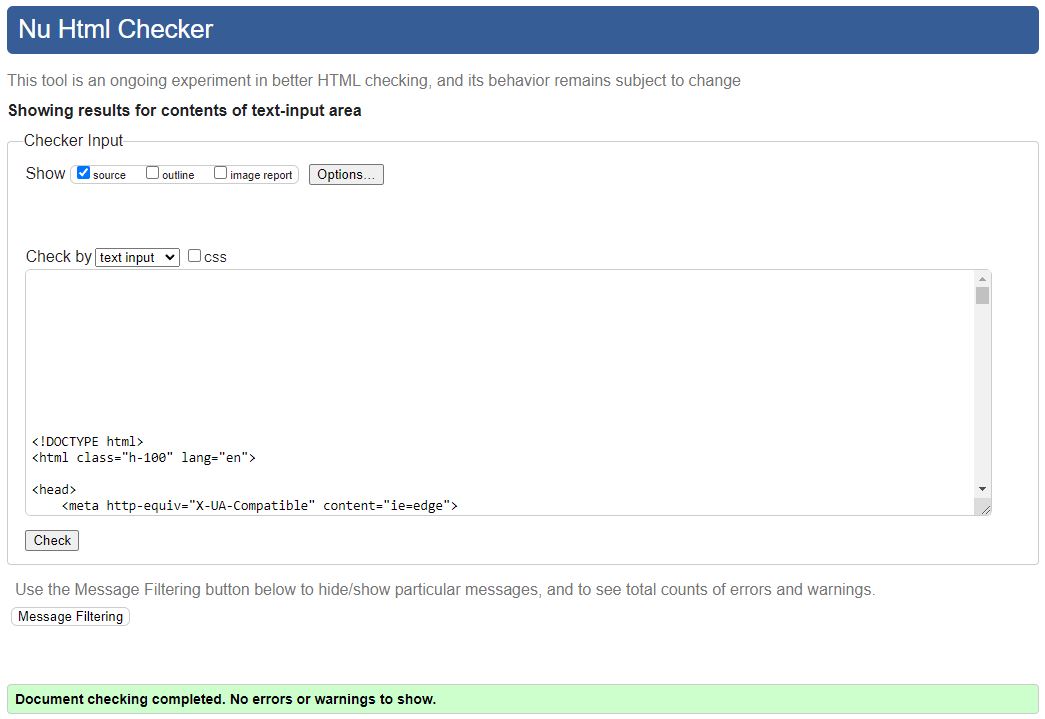 Nu Html Checker
This tool is an ongoing experiment in better HTML checking, and its behavior remains subject to change
Showing results for contents of text-input area
Checker Input
Show source outline image report Options...
Check by text input css
<!DOCTYPE html>
<html class="h-100" lang="en">
<head>
<meta http-equiv="X-UA-Compatible" content="ie=edge">
Check
Use the Message Filtering button below to hide/show particular messages, and to see total counts of errors and warnings.
Message Filtering
Document checking completed. No errors or warnings to show.